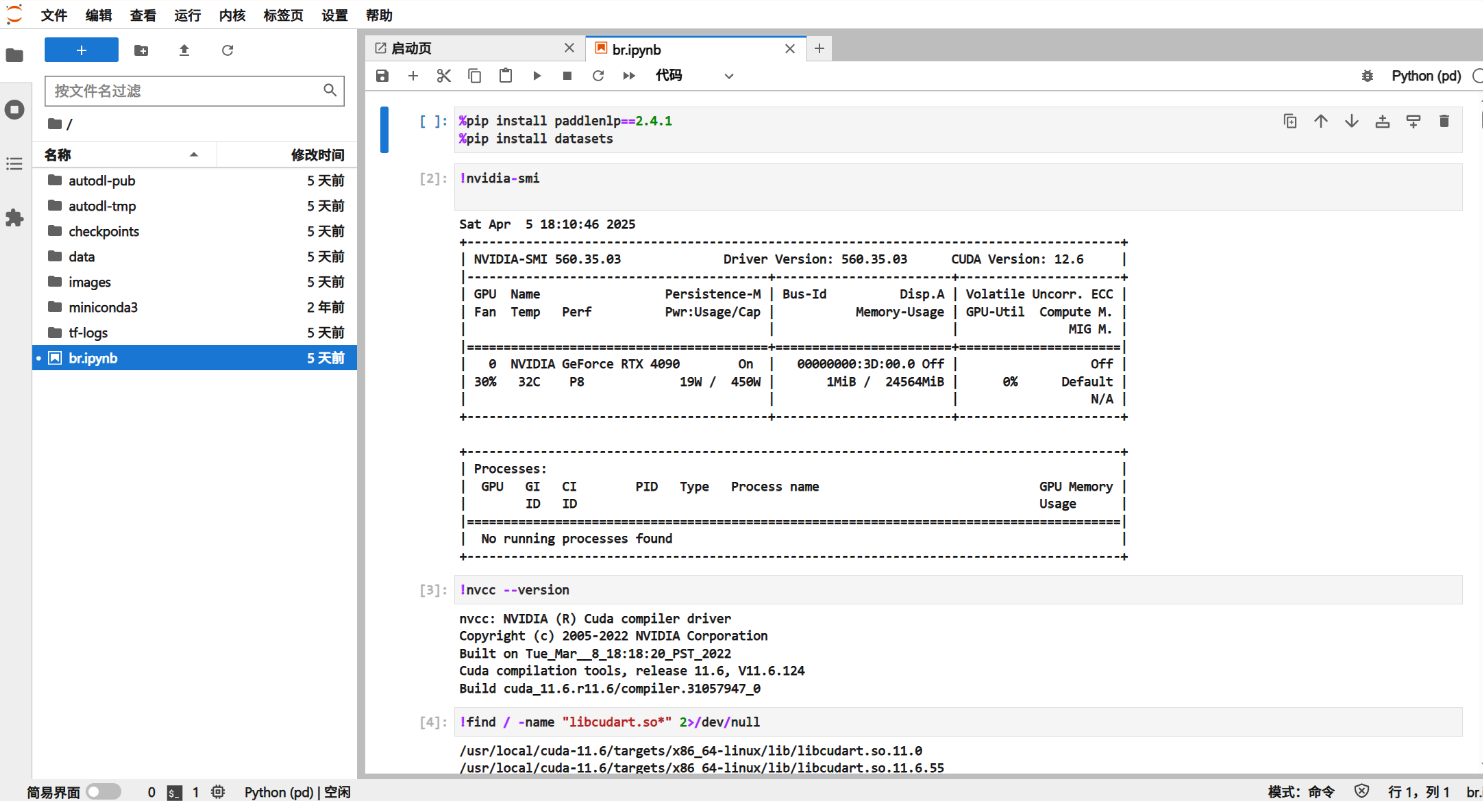 文件 编辑 查看 运行 内核 标签页 设置 帮助
+
按文件名过滤
/
名称 修改时间
autodl-pub 5 天前
autodl-tmp 5 天前
checkpoints 5 天前
data 5 天前
images 5 天前
miniconda3 2 年前
tf-logs 5 天前
br.ipynb 5 天前
启动页 br.ipynb
代码 Python (pd)
[ ]: %pip install paddlenlp==2.4.1
%pip install datasets
[2]: !nvidia-smi
Sat Apr  5 18:10:46 2025
+-----------------------------------------------------------------------------------------+
| NVIDIA-SMI 560.35.03              Driver Version: 560.35.03      CUDA Version: 12.6     |
|-----------------------------------------+------------------------+----------------------+
| GPU  Name                 Persistence-M | Bus-Id          Disp.A | Volatile Uncorr. ECC |
| Fan  Temp   Perf          Pwr:Usage/Cap |           Memory-Usage | GPU-Util  Compute M. |
|                                         |                        |               MIG M. |
|=========================================+========================+======================|
|   0  NVIDIA GeForce RTX 4090        On  |   00000000:3D:00.0 Off |                  Off |
| 30%   32C    P8             19W /  450W |       1MiB /  24564MiB |      0%      Default |
|                                         |                        |                  N/A |
+-----------------------------------------+------------------------+----------------------+
+-----------------------------------------------------------------------------------------+
| Processes:                                                                              |
|  GPU   GI   CI        PID   Type   Process name                              GPU Memory |
|        ID   ID                                                               Usage      |
|=========================================================================================|
|  No running processes found                                                             |
+-----------------------------------------------------------------------------------------+
[3]: !nvcc --version
nvcc: NVIDIA (R) Cuda compiler driver
Copyright (c) 2005-2022 NVIDIA Corporation
Built on Tue_Mar__8_18:18:20_PST_2022
Cuda compilation tools, release 11.6, V11.6.124
Build cuda_11.6.r11.6/compiler.31057947_0
[4]: !find / -name "libcudart.so*" 2>/dev/null
/usr/local/cuda-11.6/targets/x86_64-linux/lib/libcudart.so.11.0
/usr/local/cuda-11.6/targets/x86_64-linux/lib/libcudart.so.11.6.55
简易界面 0 $_ 1 Python (pd) | 空闲 模式：命令 行 1，列 1 br.